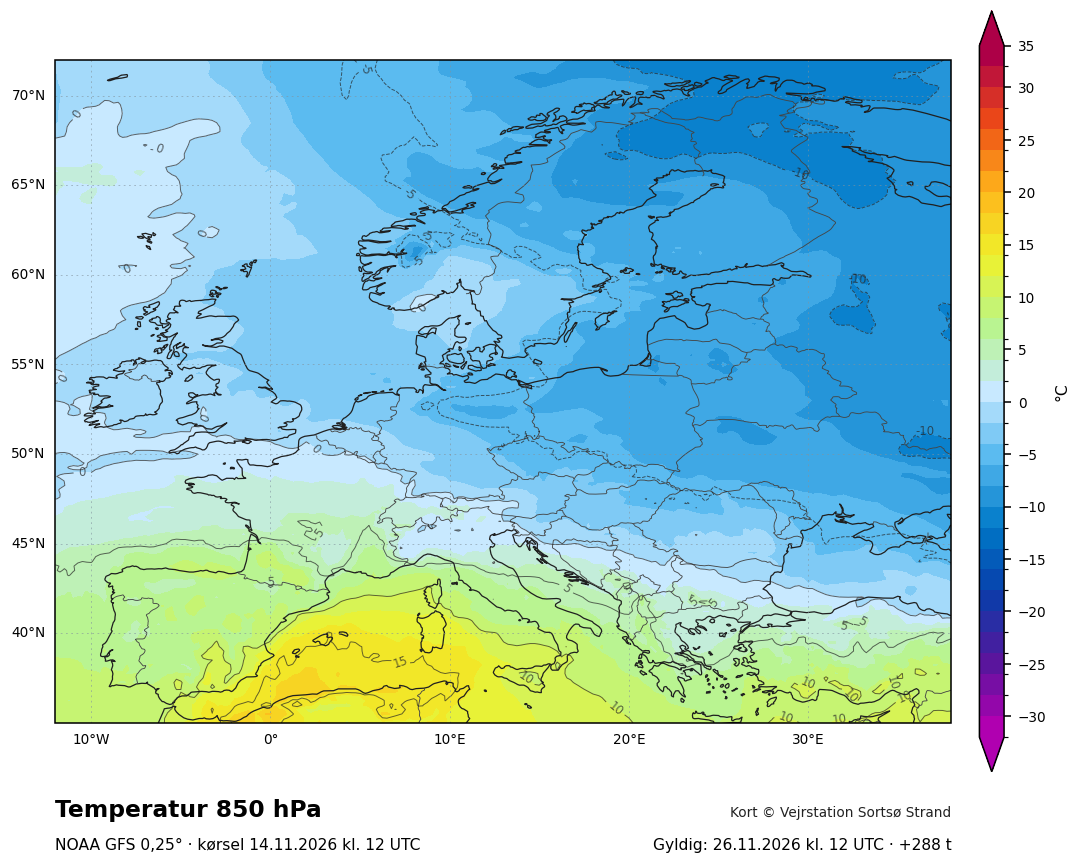 70°N
65°N
60°N
55°N
50°N
45°N
40°N
10°W 0° 10°E 20°E 30°E
35
30
25
20
15
10
5
0
−5
−10
−15
−20
−25
−30
°C
Temperatur 850 hPa
Kort © Vejrstation Sortsø Strand
NOAA GFS 0,25° · kørsel 14.11.2026 kl. 12 UTC
Gyldig: 26.11.2026 kl. 12 UTC · +288 t